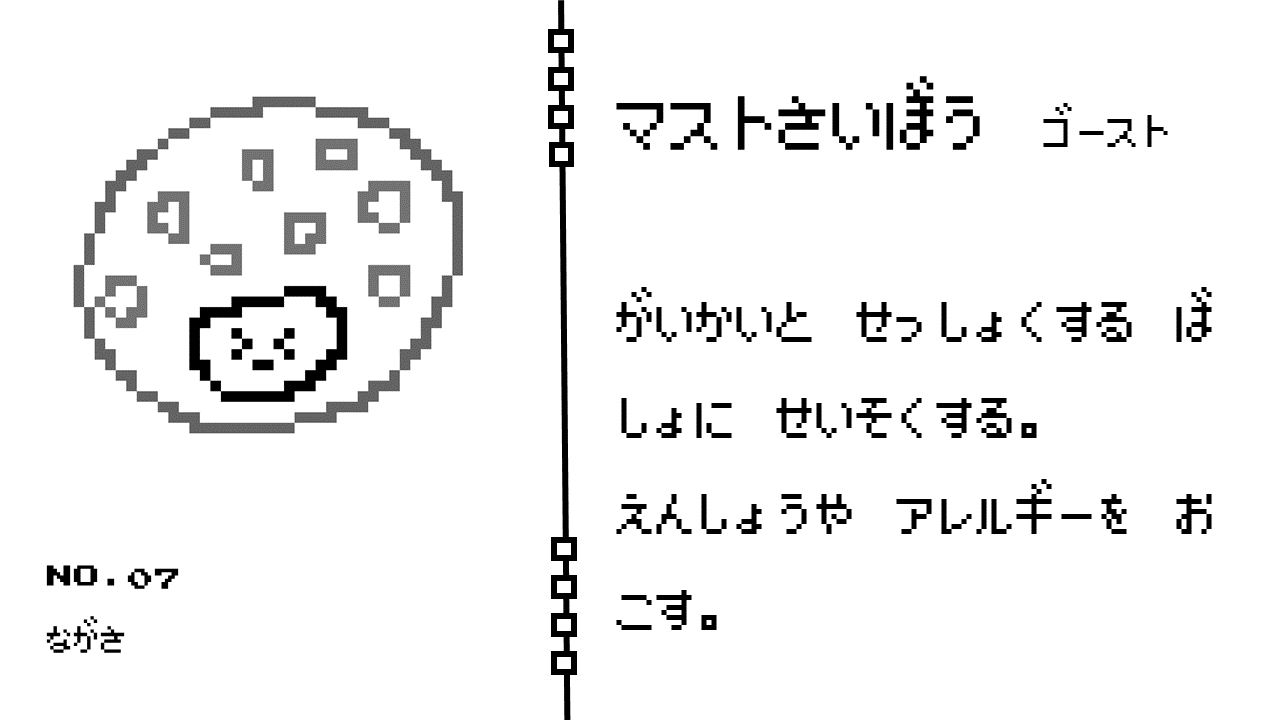 マストさいぼう ゴースト
がいかいと せっしょくする ば
しょに せいそくする。
えんしょうや アレルギーを お
こす。
NO.07
ながさ